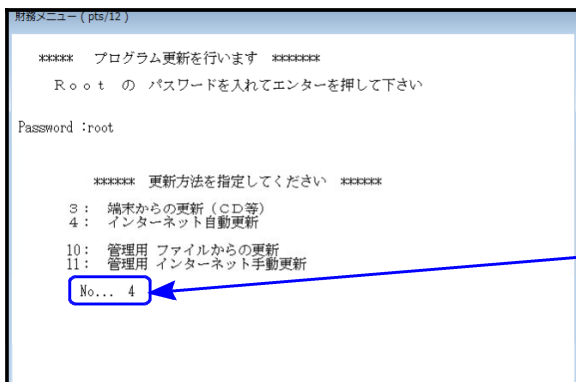 財務メニュー ( pts/12 )
***** プログラム更新を行います *******
Ｒｏｏｔ の パスワードを入れてエンターを押して下さい
Password :root
****** 更新方法を指定してください ******
３： 端末からの更新（ＣＤ等）
４： インターネット自動更新
10： 管理用 ファイルからの更新
11： 管理用 インターネット手動更新
No... 4